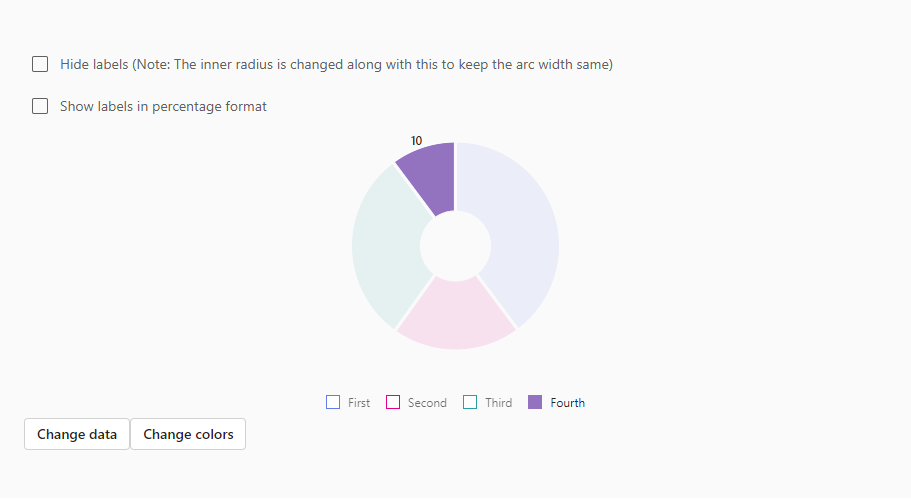 Hide labels (Note: The inner radius is changed along with this to keep the arc width same)
Show labels in percentage format
10
First Second Third Fourth
Change data Change colors